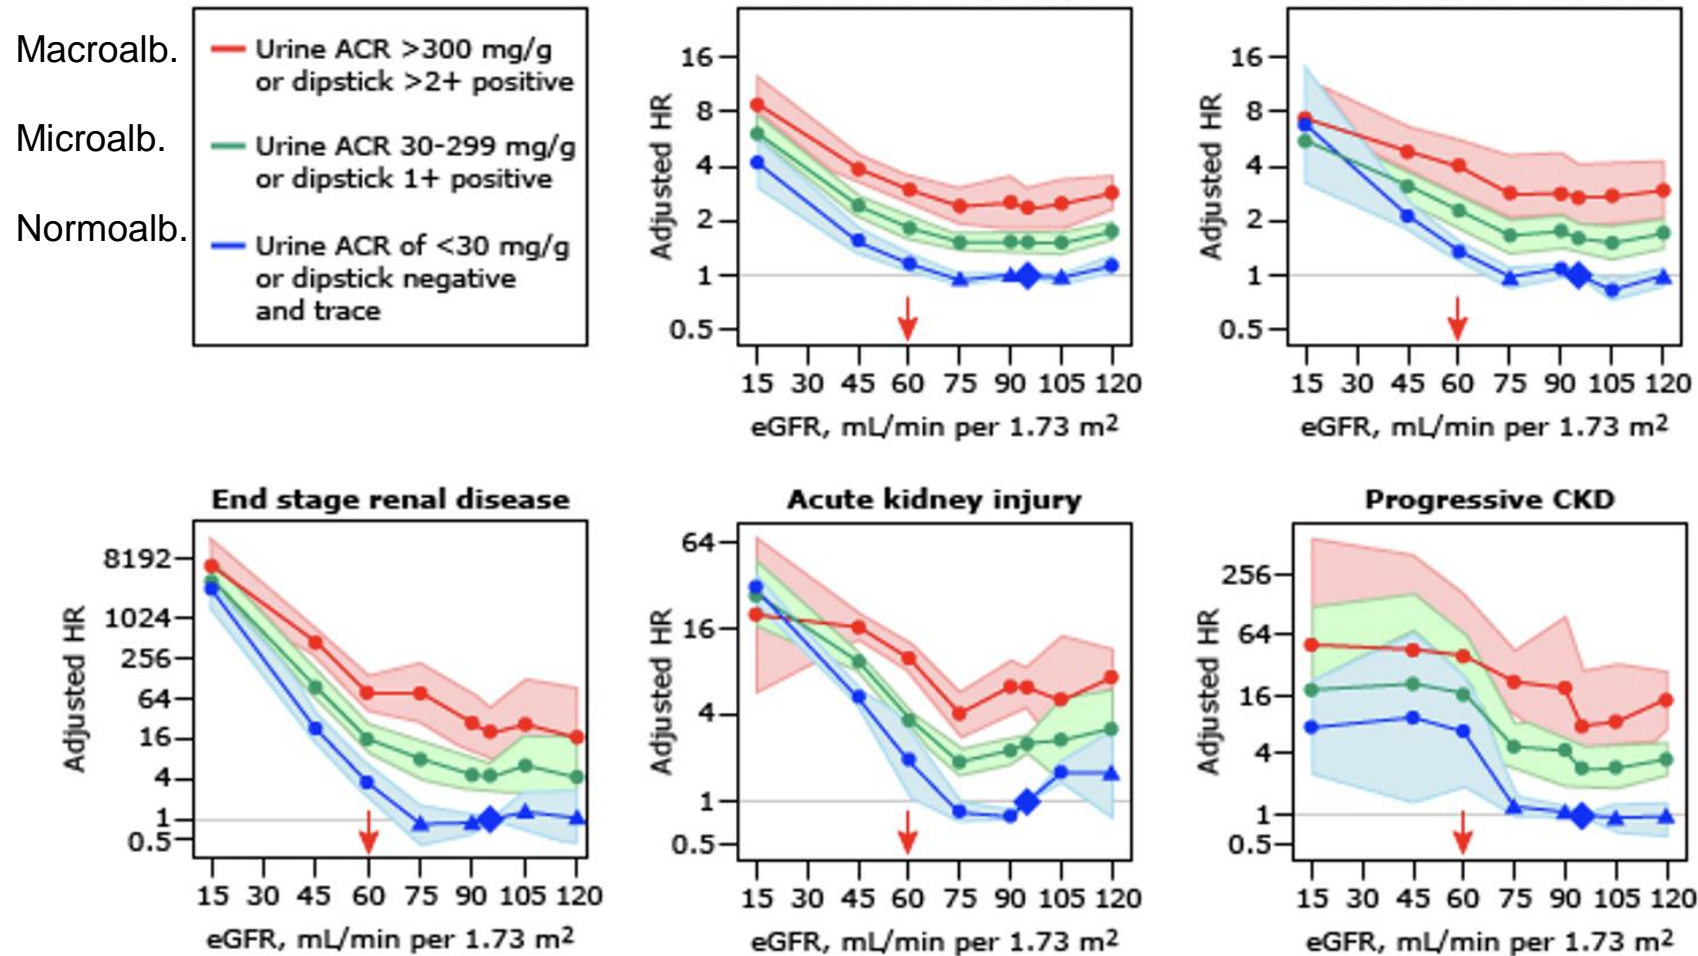 Macroalb.
Urine ACR >300 mg/g
or dipstick >2+ positive
Microalb.
Urine ACR 30-299 mg/g
or dipstick 1+ positive
Normoalb.
Urine ACR of <30 mg/g
or dipstick negative
and trace
Adjusted HR
16
8
4
2
1
0.5
15 30 45 60 75 90 105 120
eGFR, mL/min per 1.73 m2
Adjusted HR
16
8
4
2
1
0.5
15 30 45 60 75 90 105 120
eGFR, mL/min per 1.73 m2
End stage renal disease
Adjusted HR
8192
1024
256
64
16
4
1
0.5
15 30 45 60 75 90 105 120
eGFR, mL/min per 1.73 m2
Acute kidney injury
Adjusted HR
64
16
4
1
0.5
15 30 45 60 75 90 105 120
eGFR, mL/min per 1.73 m2
Progressive CKD
Adjusted HR
256
64
16
4
1
0.5
15 30 45 60 75 90 105 120
eGFR, mL/min per 1.73 m2